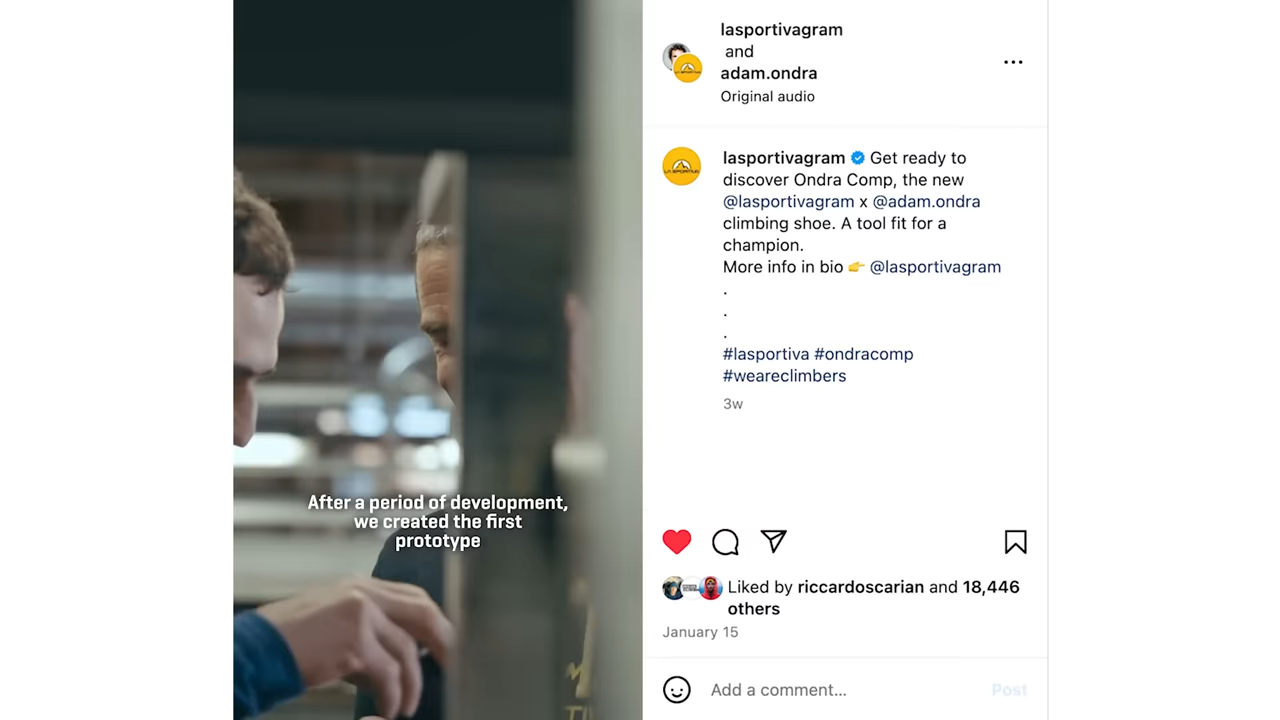 After a period of development,
we created the first
prototype
lasportivagram
and
adam.ondra
Original audio
lasportivagram Get ready to
discover Ondra Comp, the new
@lasportivagram x @adam.ondra
climbing shoe. A tool fit for a
champion.
More info in bio 👉 @lasportivagram
.
.
.
#lasportiva #ondracomp
#weareclimbers
3w
Liked by riccardoscarian and 18,446
others
January 15
Add a comment...
Post